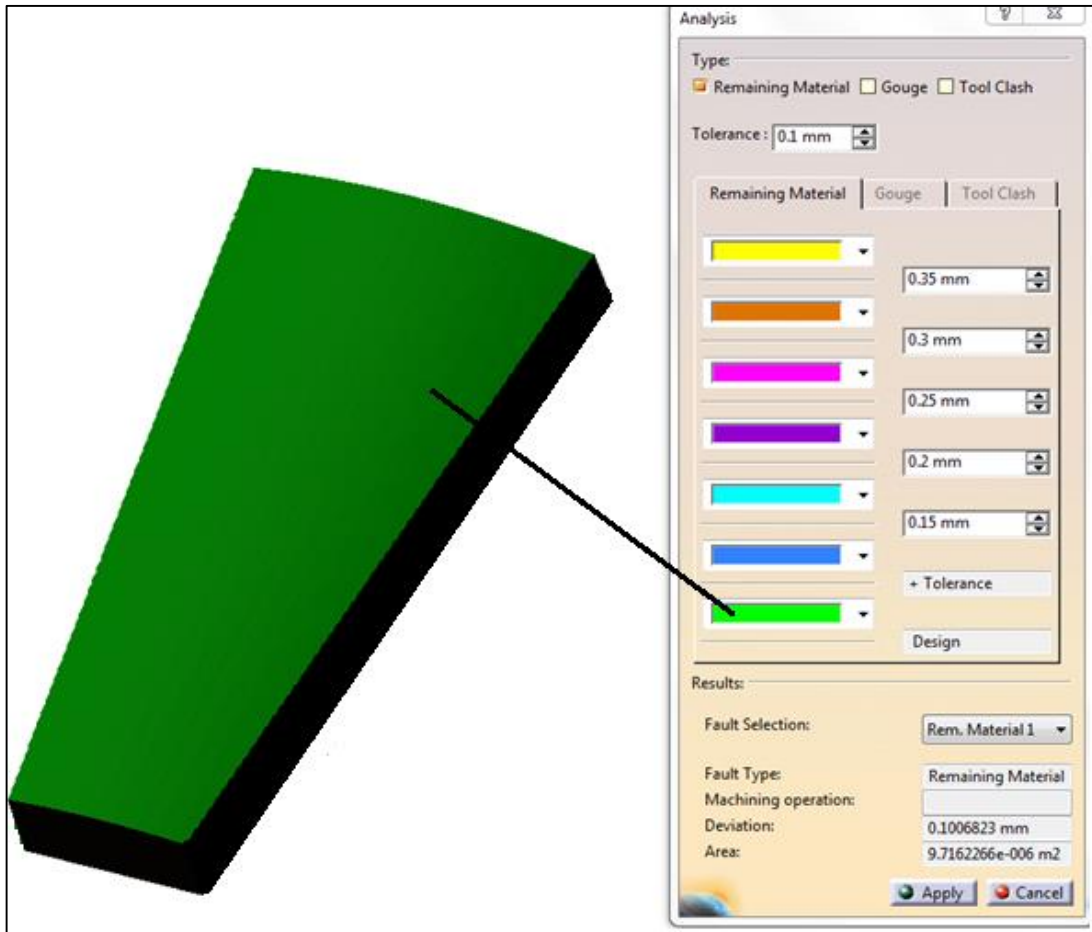 Analysis
Type:
Remaining Material Gouge Tool Clash
Tolerance : 0.1 mm
Remaining Material Gouge Tool Clash
0.35 mm
0.3 mm
0.25 mm
0.2 mm
0.15 mm
+ Tolerance
Design
Results:
Fault Selection: Rem. Material 1
Fault Type: Remaining Material
Machining operation:
Deviation: 0.1006823 mm
Area: 9.7162266e-006 m2
Apply Cancel